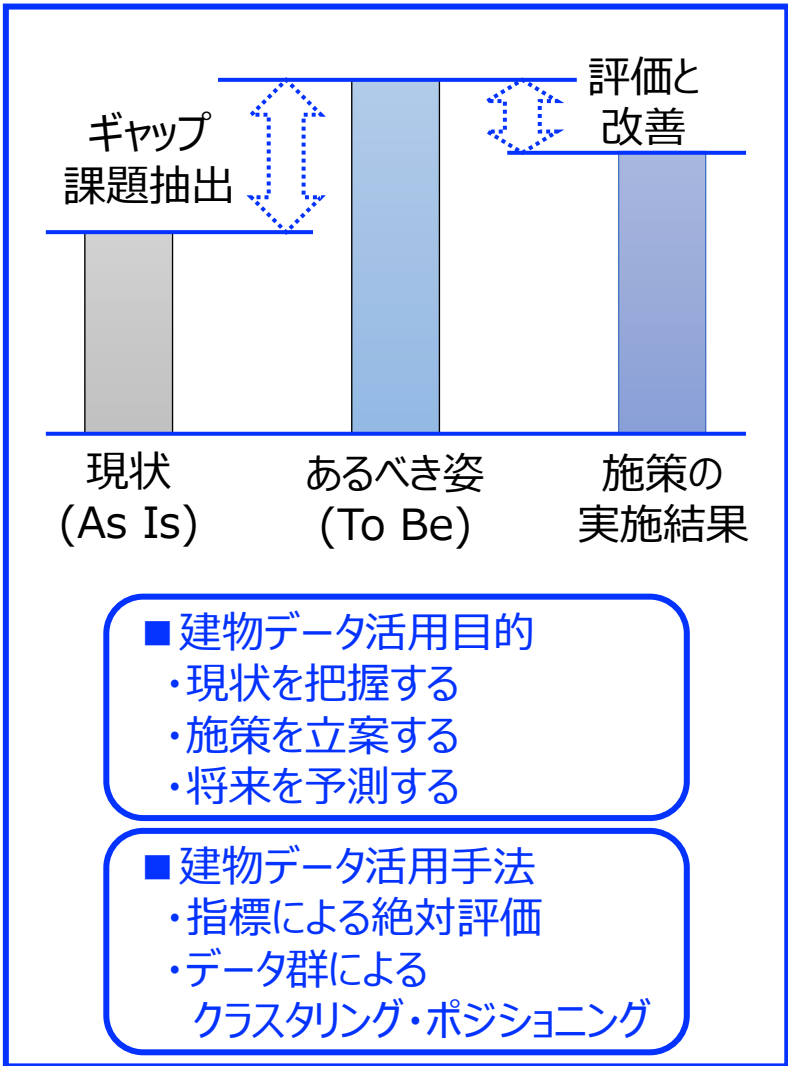 ギャップ
課題抽出
評価と
改善
現状
(As Is)
あるべき姿
(To Be)
施策の
実施結果
■建物データ活用目的
・現状を把握する
・施策を立案する
・将来を予測する
■建物データ活用手法
・指標による絶対評価
・データ群による
クラスタリング・ポジショニング